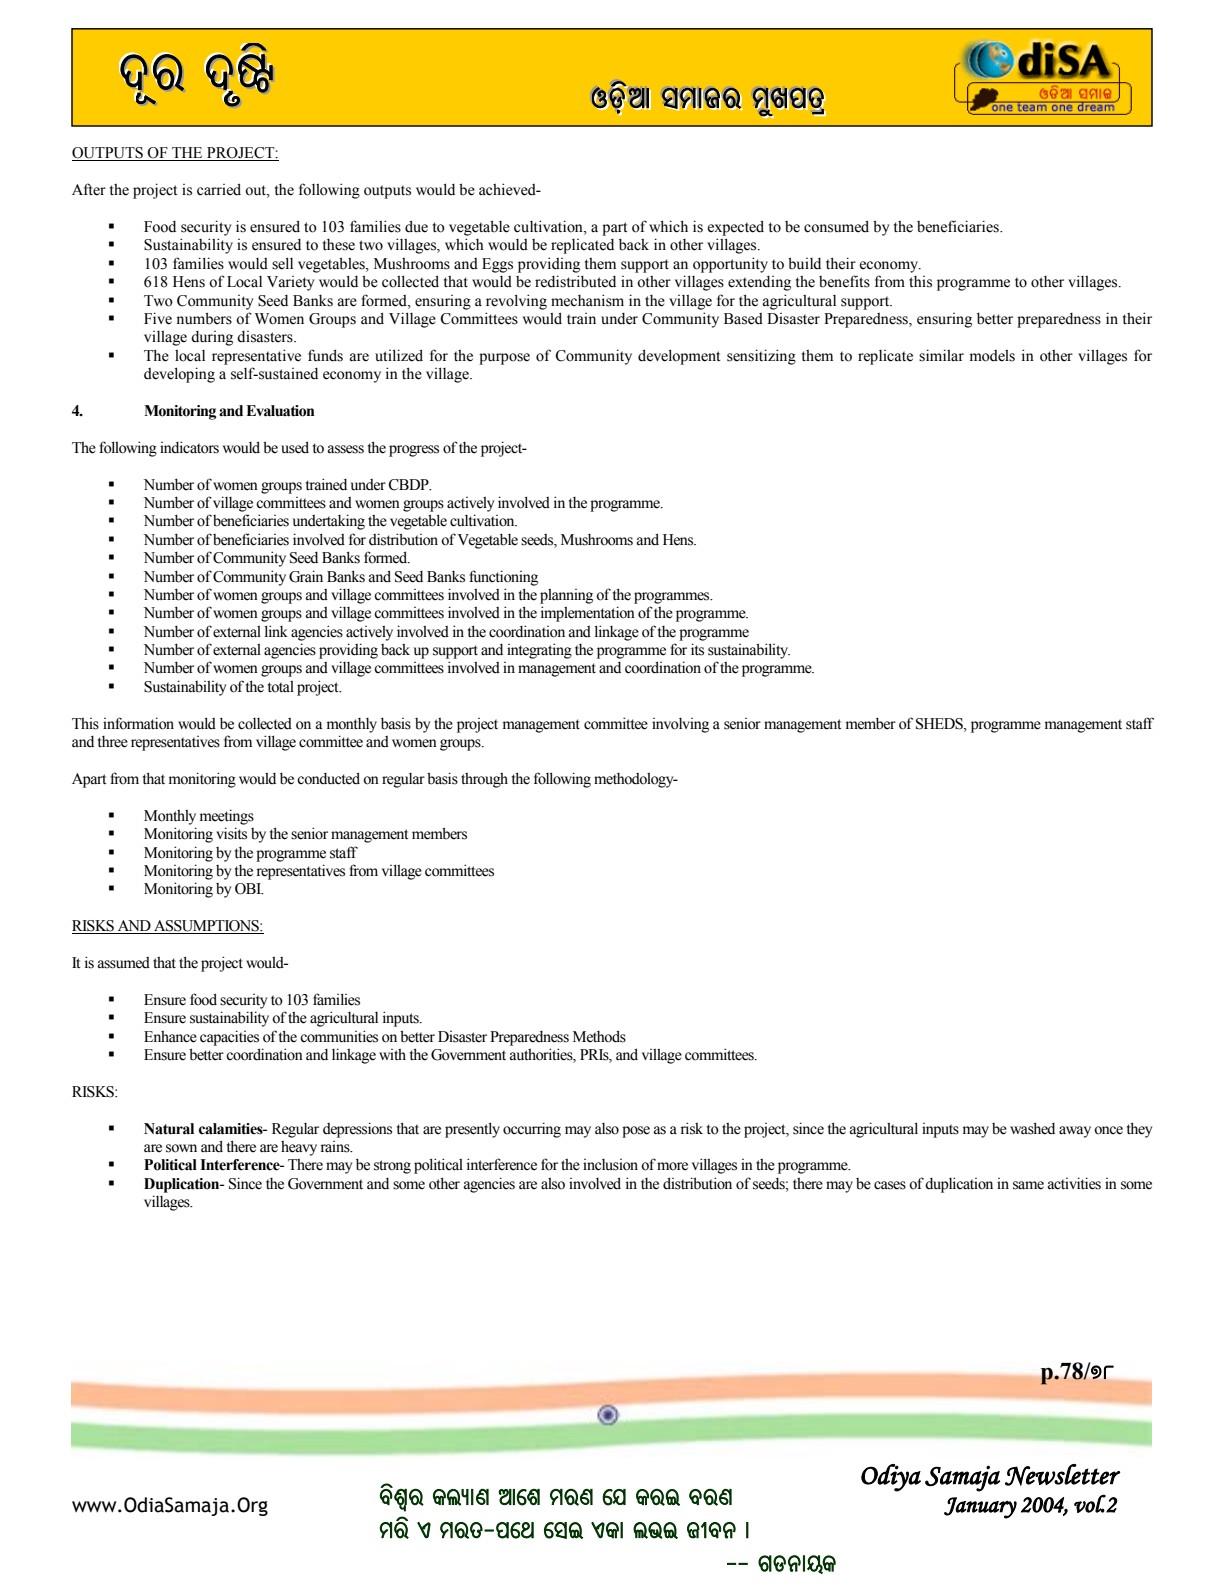 ଦୂର ଦୃଷ୍ଟି
ଓଡ଼ିଆ ସମାଜର ମୁଖପତ୍ର
OdiSA
ଓଡ଼ିଆ ସମାଜ
one team one dream
OUTPUTS OF THE PROJECT:
After the project is carried out, the following outputs would be achieved-
▪ Food security is ensured to 103 families due to vegetable cultivation, a part of which is expected to be consumed by the beneficiaries.
▪ Sustainability is ensured to these two villages, which would be replicated back in other villages.
▪ 103 families would sell vegetables, Mushrooms and Eggs providing them support an opportunity to build their economy.
▪ 618 Hens of Local Variety would be collected that would be redistributed in other villages extending the benefits from this programme to other villages.
▪ Two Community Seed Banks are formed, ensuring a revolving mechanism in the village for the agricultural support.
▪ Five numbers of Women Groups and Village Committees would train under Community Based Disaster Preparedness, ensuring better preparedness in their
village during disasters.
▪ The local representative funds are utilized for the purpose of Community development sensitizing them to replicate similar models in other villages for
developing a self-sustained economy in the village.
4. Monitoring and Evaluation
The following indicators would be used to assess the progress of the project-
▪ Number of women groups trained under CBDP.
▪ Number of village committees and women groups actively involved in the programme.
▪ Number of beneficiaries undertaking the vegetable cultivation.
▪ Number of beneficiaries involved for distribution of Vegetable seeds, Mushrooms and Hens.
▪ Number of Community Seed Banks formed.
▪ Number of Community Grain Banks and Seed Banks functioning
▪ Number of women groups and village committees involved in the planning of the programmes.
▪ Number of women groups and village committees involved in the implementation of the programme.
▪ Number of external link agencies actively involved in the coordination and linkage of the programme
▪ Number of external agencies providing back up support and integrating the programme for its sustainability.
▪ Number of women groups and village committees involved in management and coordination of the programme.
▪ Sustainability of the total project.
This information would be collected on a monthly basis by the project management committee involving a senior management member of SHEDS, programme management staff
and three representatives from village committee and women groups.
Apart from that monitoring would be conducted on regular basis through the following methodology-
▪ Monthly meetings
▪ Monitoring visits by the senior management members
▪ Monitoring by the programme staff
▪ Monitoring by the representatives from village committees
▪ Monitoring by OBI.
RISKS AND ASSUMPTIONS:
It is assumed that the project would-
▪ Ensure food security to 103 families
▪ Ensure sustainability of the agricultural inputs.
▪ Enhance capacities of the communities on better Disaster Preparedness Methods
▪ Ensure better coordination and linkage with the Government authorities, PRIs, and village committees.
RISKS:
▪ Natural calamities- Regular depressions that are presently occurring may also pose as a risk to the project, since the agricultural inputs may be washed away once they
are sown and there are heavy rains.
▪ Political Interference- There may be strong political interference for the inclusion of more villages in the programme.
▪ Duplication- Since the Government and some other agencies are also involved in the distribution of seeds; there may be cases of duplication in same activities in some
villages.
p.78/୭୮
www.OdiaSamaja.Org
ବିଶ୍ୱର କଲ୍ୟାଣ ଆଶେ ମରଣ ଯେ କରଇ ବରଣ
ମରି ଏ ମରତ-ପଥେ ସେଇ ଏକା ଲଭଇ ଜୀବନ ।
-- ଗଡନାୟକ
Odiya Samaja Newsletter
January 2004, vol.2